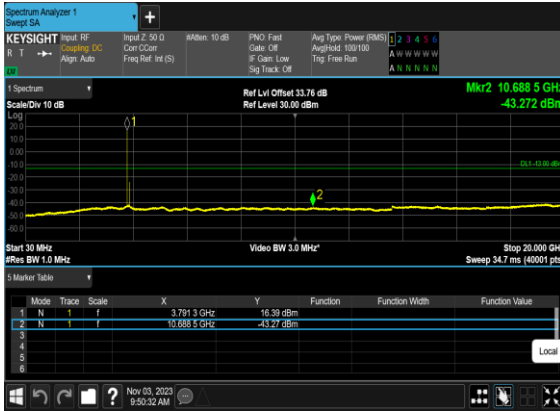 Spectrum Analyzer 1
Swept SA
+
KEYSIGHT Input: RF Input Z: 50 Ω #Atten: 10 dB PNO: Fast Avg Type: Power (RMS) 1 2 3 4 5 6
R T Coupling: DC Corr CCorr Gate: Off Avg|Hold: 100/100 A W W W W W
Align: Auto Freq Ref: Int (S) IF Gain: Low Trig: Free Run
Sig Track: Off A N N N N N
1 Spectrum Ref Lvl Offset 33.76 dB Mkr2 10.688 5 GHz
Scale/Div 10 dB Ref Level 30.00 dBm -43.272 dBm
Log
20.0
10.0
0.00
-10.0
-20.0
-30.0
-40.0
-50.0
-60.0
1
DL1 -13.00 dBm
2
Start 30 MHz Video BW 3.0 MHz* Stop 20.000 GH
#Res BW 1.0 MHz Sweep 34.7 ms (40001 pts
5 Marker Table
Mode Trace Scale X Y Function Function Width Function Value
1 N 1 f 3.791 3 GHz 16.39 dBm
2 N 1 f 10.688 5 GHz -43.27 dBm
3
4
5
6
Local
? Nov 03, 2023
9:50:32 AM